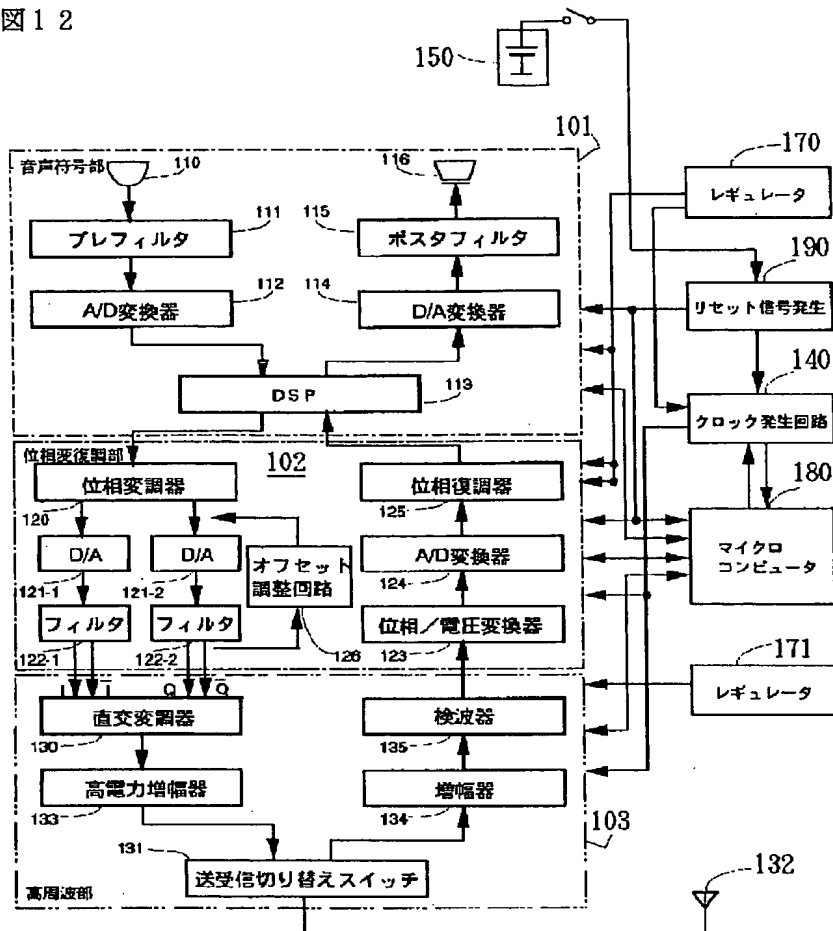 図12
150
101
音声符号部
110
116
170
レギュレータ
プレフィルタ
111
115
ポスタフィルタ
190
リセット信号発生
A/D変換器
112
114
D/A変換器
140
クロック発生回路
DSP
113
180
マイクロ
コンピュータ
位相変復調部
102
位相変調器
120
位相復調器
125
D/A
121-1
D/A
121-2
オフセット
調整回路
126
A/D変換器
124
フィルタ
122-1
フィルタ
122-2
位相/電圧変換器
123
171
レギュレータ
I
I
Q
Q
直交変調器
130
検波器
135
高電力増幅器
133
増幅器
134
103
131
送受信切り替えスイッチ
高周波部
132